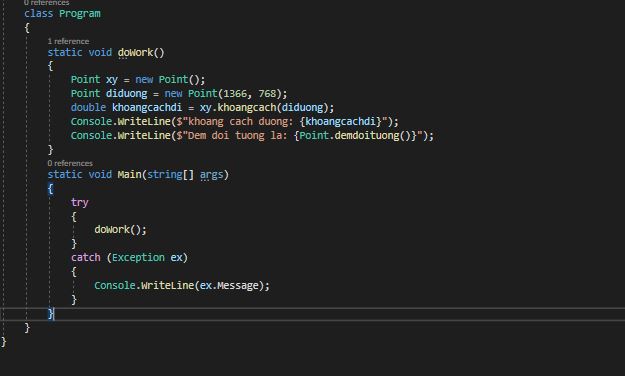 0 references
class Program
{
1 reference
static void doWork()
{
Point xy = new Point();
Point diduong = new Point(1366, 768);
double khoangcachdi = xy.khoangcach(diduong);
Console.WriteLine($"khoang cach duong: {khoangcachdi}");
Console.WriteLine($"Dem doi tuong la: {Point.demdoituong()}");
}
0 references
static void Main(string[] args)
{
try
{
doWork();
}
catch (Exception ex)
{
Console.WriteLine(ex.Message);
}
}
}
}